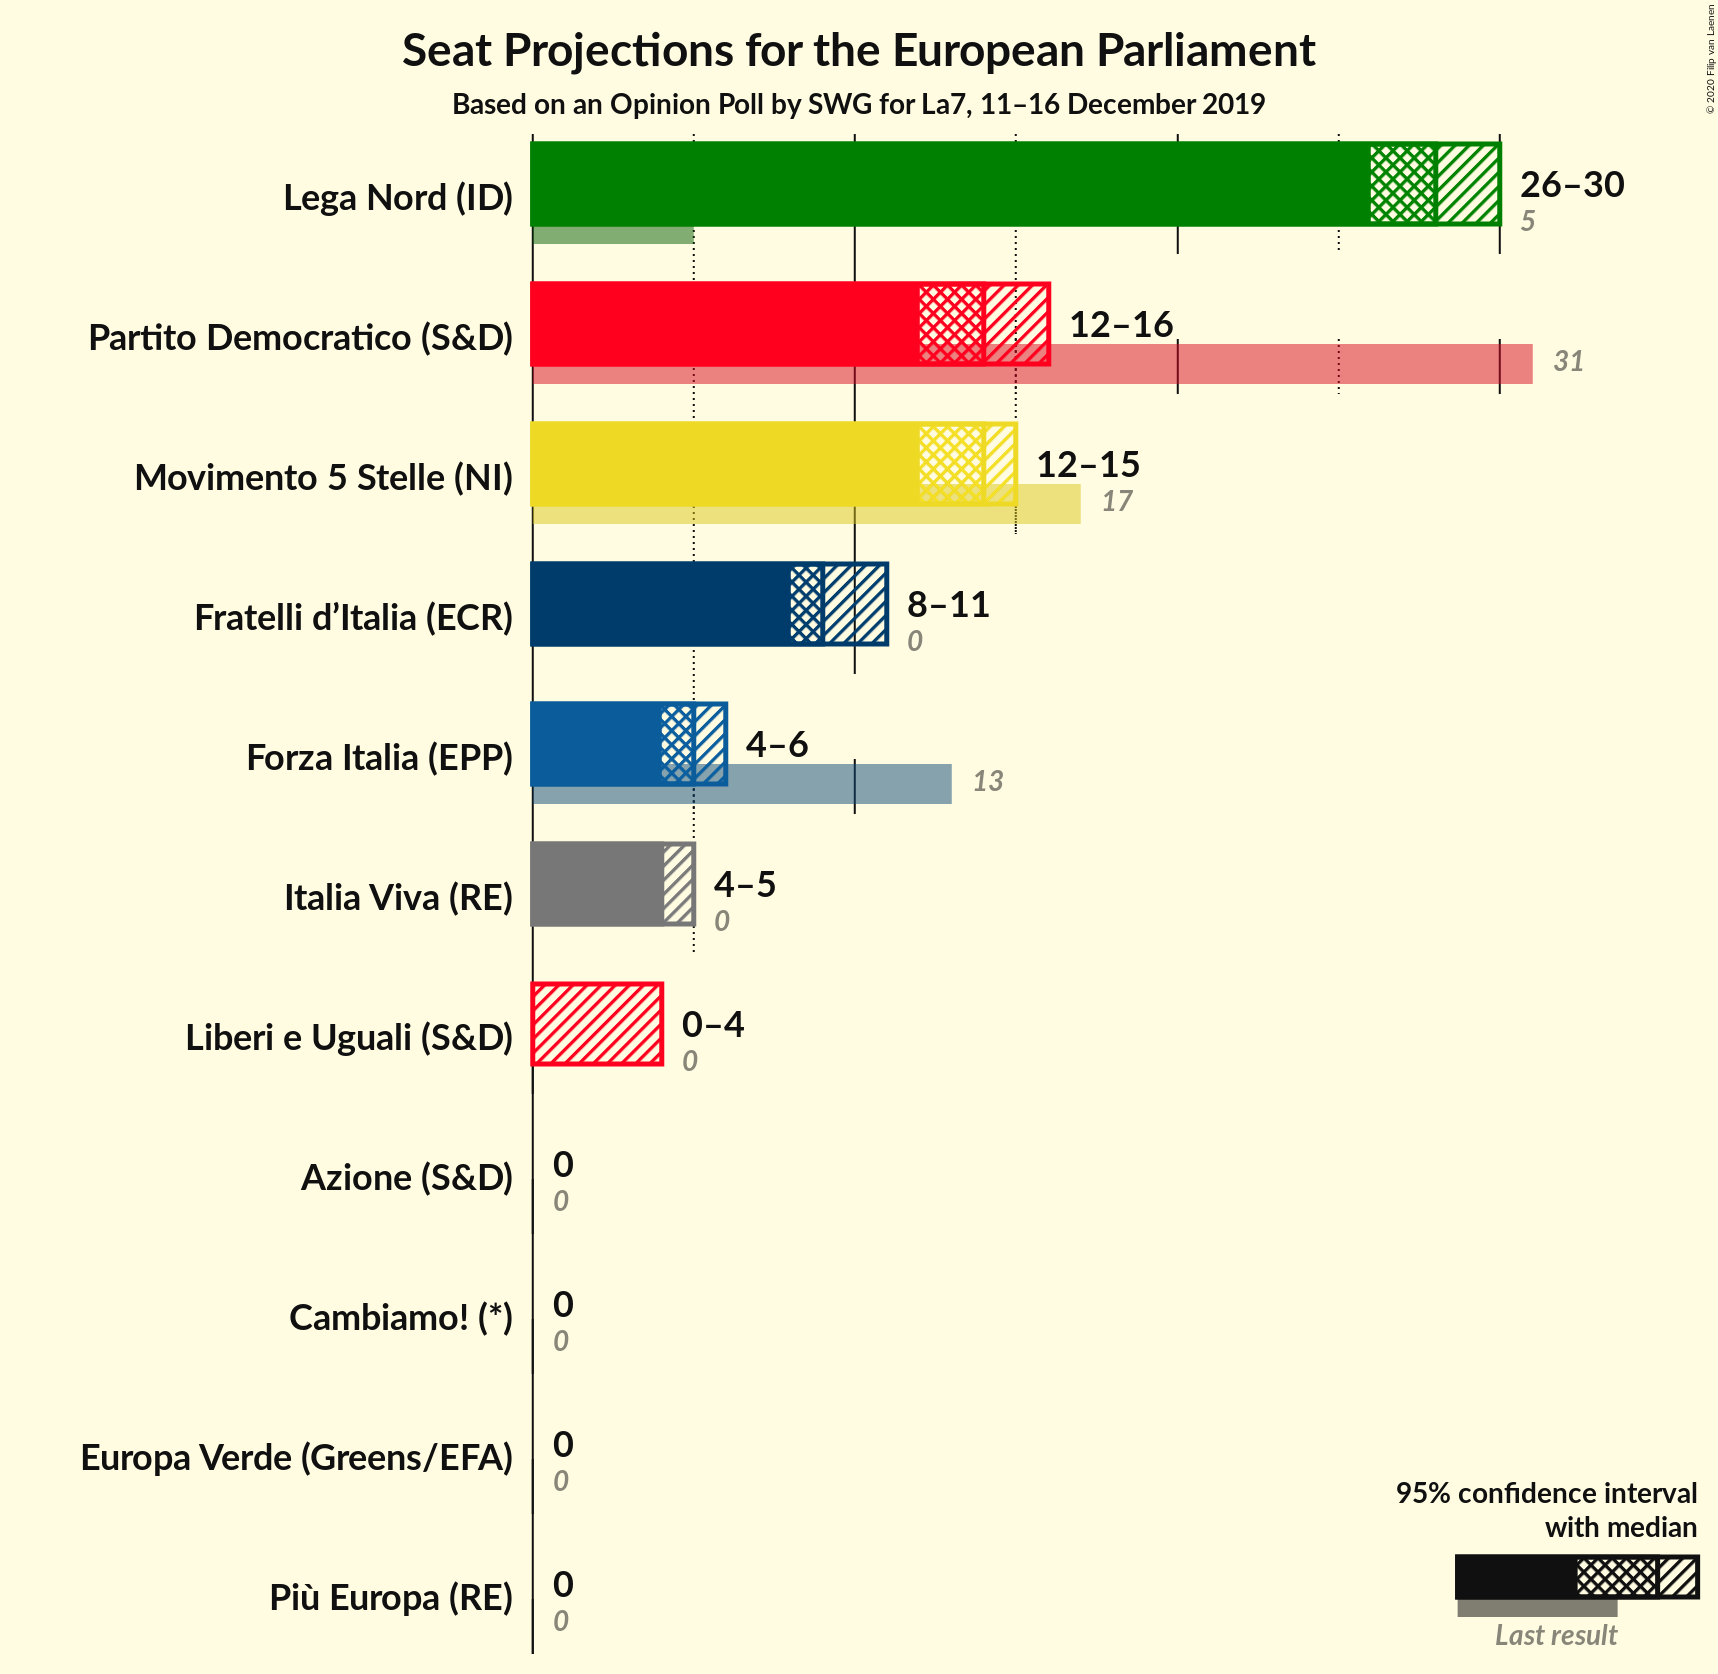 Seat Projections for the European Parliament
Based on an Opinion Poll by SWG for La7, 11–16 December 2019
© 2020 Filip van Laenen
Lega Nord (ID)
26–30
5
Partito Democratico (S&D)
12–16
31
Movimento 5 Stelle (NI)
12–15
17
Fratelli d’Italia (ECR)
8–11
0
Forza Italia (EPP)
4–6
13
Italia Viva (RE)
4–5
0
Liberi e Uguali (S&D)
0–4
0
Azione (S&D)
0
0
Cambiamo! (*)
0
0
Europa Verde (Greens/EFA)
0
0
Più Europa (RE)
0
0
95% confidence interval
with median
Last result